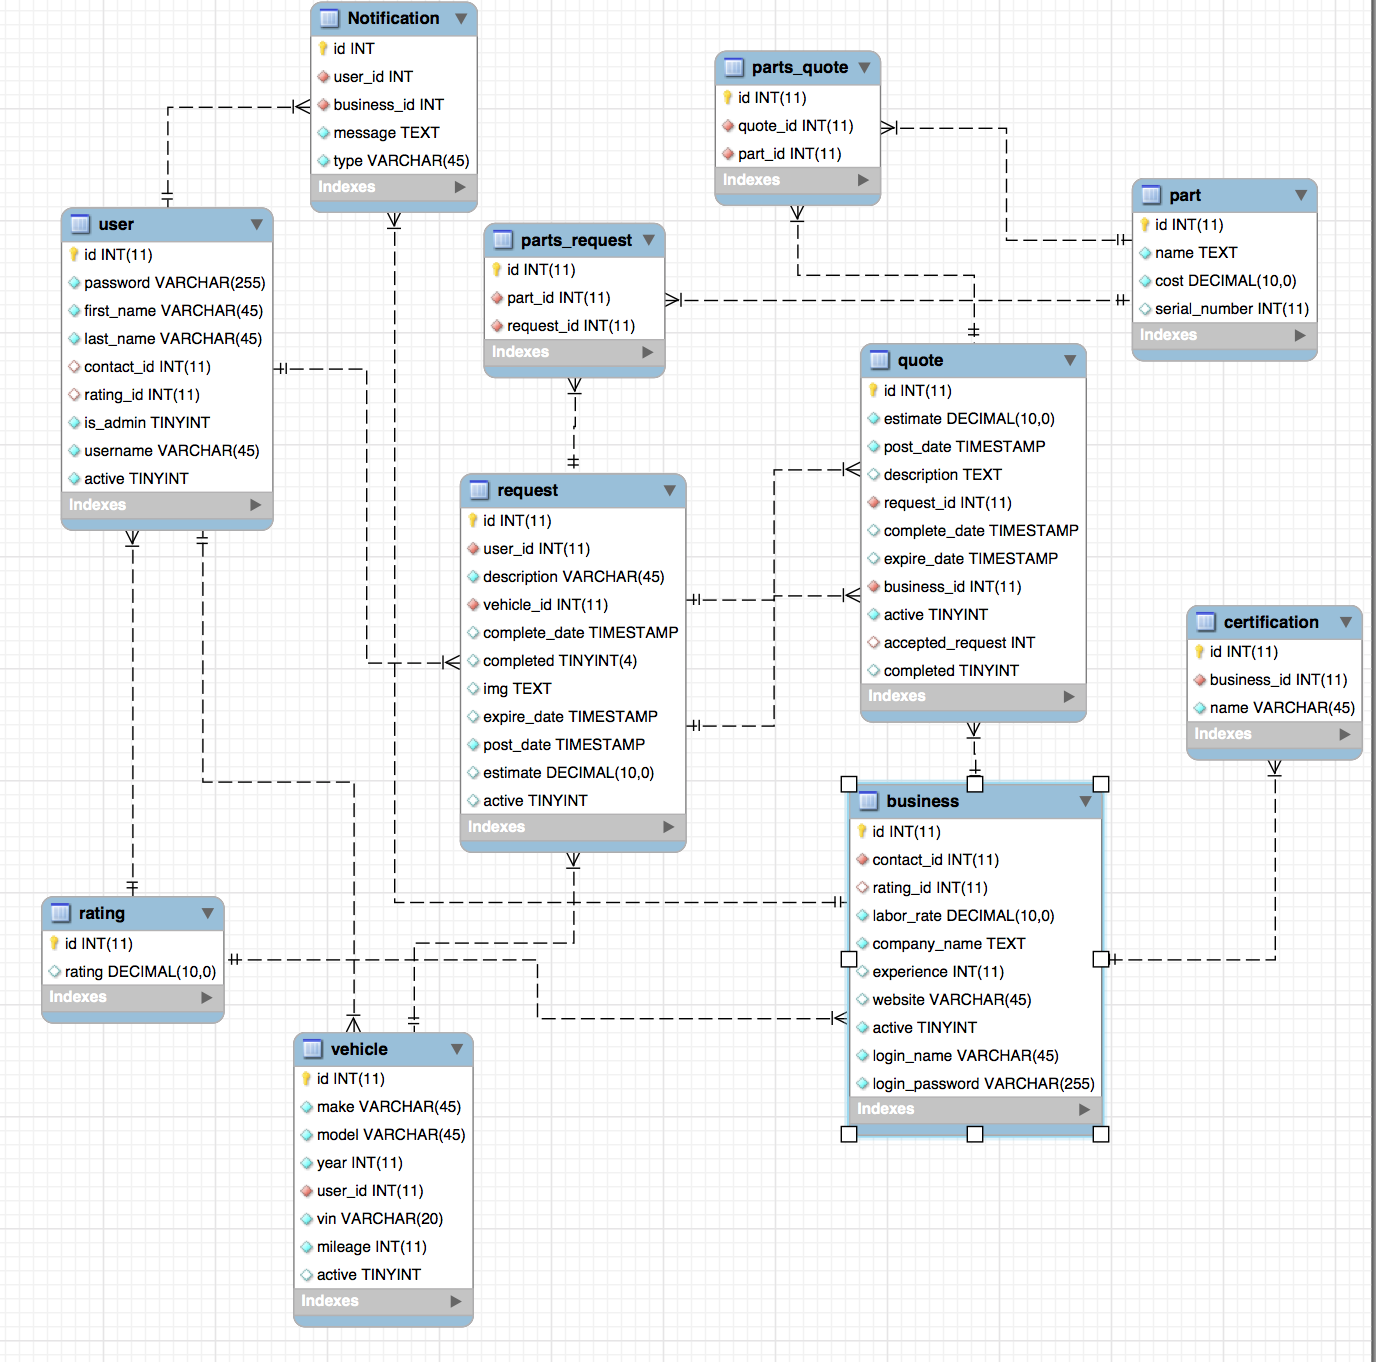 Notification
id INT
user_id INT
business_id INT
message TEXT
type VARCHAR(45)
Indexes
parts_quote
id INT(11)
quote_id INT(11)
part_id INT(11)
Indexes
part
id INT(11)
name TEXT
cost DECIMAL(10,0)
serial_number INT(11)
Indexes
user
id INT(11)
password VARCHAR(255)
first_name VARCHAR(45)
last_name VARCHAR(45)
contact_id INT(11)
rating_id INT(11)
is_admin TINYINT
username VARCHAR(45)
active TINYINT
Indexes
parts_request
id INT(11)
part_id INT(11)
request_id INT(11)
Indexes
quote
id INT(11)
estimate DECIMAL(10,0)
post_date TIMESTAMP
description TEXT
request_id INT(11)
complete_date TIMESTAMP
expire_date TIMESTAMP
business_id INT(11)
active TINYINT
accepted_request INT
completed TINYINT
Indexes
request
id INT(11)
user_id INT(11)
description VARCHAR(45)
vehicle_id INT(11)
complete_date TIMESTAMP
completed TINYINT(4)
img TEXT
expire_date TIMESTAMP
post_date TIMESTAMP
estimate DECIMAL(10,0)
active TINYINT
Indexes
certification
id INT(11)
business_id INT(11)
name VARCHAR(45)
Indexes
business
id INT(11)
contact_id INT(11)
rating_id INT(11)
labor_rate DECIMAL(10,0)
company_name TEXT
experience INT(11)
website VARCHAR(45)
active TINYINT
login_name VARCHAR(45)
login_password VARCHAR(255)
Indexes
rating
id INT(11)
rating DECIMAL(10,0)
Indexes
vehicle
id INT(11)
make VARCHAR(45)
model VARCHAR(45)
year INT(11)
user_id INT(11)
vin VARCHAR(20)
mileage INT(11)
active TINYINT
Indexes